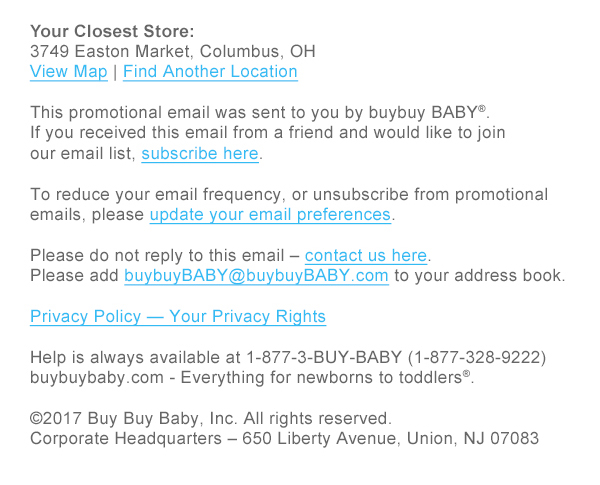 Your Closest Store:
3749 Easton Market, Columbus, OH
View Map | Find Another Location
This promotional email was sent to you by buybuy BABY®.
If you received this email from a friend and would like to join
our email list, subscribe here.
To reduce your email frequency, or unsubscribe from promotional
emails, please update your email preferences.
Please do not reply to this email – contact us here.
Please add buybuyBABY@buybuyBABY.com to your address book.
Privacy Policy — Your Privacy Rights
Help is always available at 1-877-3-BUY-BABY (1-877-328-9222)
buybuybaby.com - Everything for newborns to toddlers®.
©2017 Buy Buy Baby, Inc. All rights reserved.
Corporate Headquarters – 650 Liberty Avenue, Union, NJ 07083